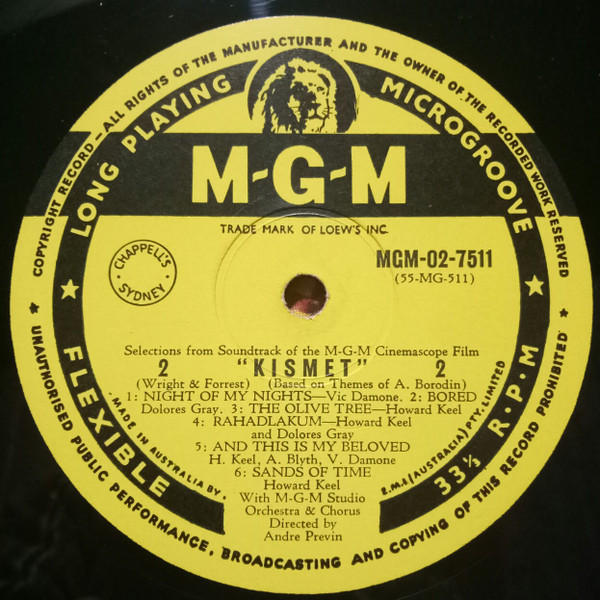 COPYRIGHT RECORD—ALL RIGHTS OF THE MANUFACTURER AND THE OWNER OF THE RECORDED WORK RESERVED
LONG PLAYING MICROGROOVE
M-G-M
TRADE MARK OF LOEW'S INC.
CHAPPELL'S
SYDNEY
MGM-02-7511
(55-MG-511)
Selections from Soundtrack of the M-G-M Cinemascope Film
2 "KISMET" 2
(Wright & Forrest) (Based on Themes of A. Borodin)
1: NIGHT OF MY NIGHTS—Vic Damone. 2: BORED
Dolores Gray. 3: THE OLIVE TREE—Howard Keel
4: RAHADLAKUM—Howard Keel
and Dolores Gray
5: AND THIS IS MY BELOVED
H. Keel, A. Blyth, V. Damone
6: SANDS OF TIME
Howard Keel
With M-G-M Studio
Orchestra & Chorus
Directed by
Andre Previn
FLEXIBLE
33⅓ R.P.M
MADE IN AUSTRALIA BY.
E.M.I (AUSTRALIA) PTY. LIMITED
UNAUTHORISED PUBLIC PERFORMANCE, BROADCASTING AND COPYING OF THIS RECORD PROHIBITED